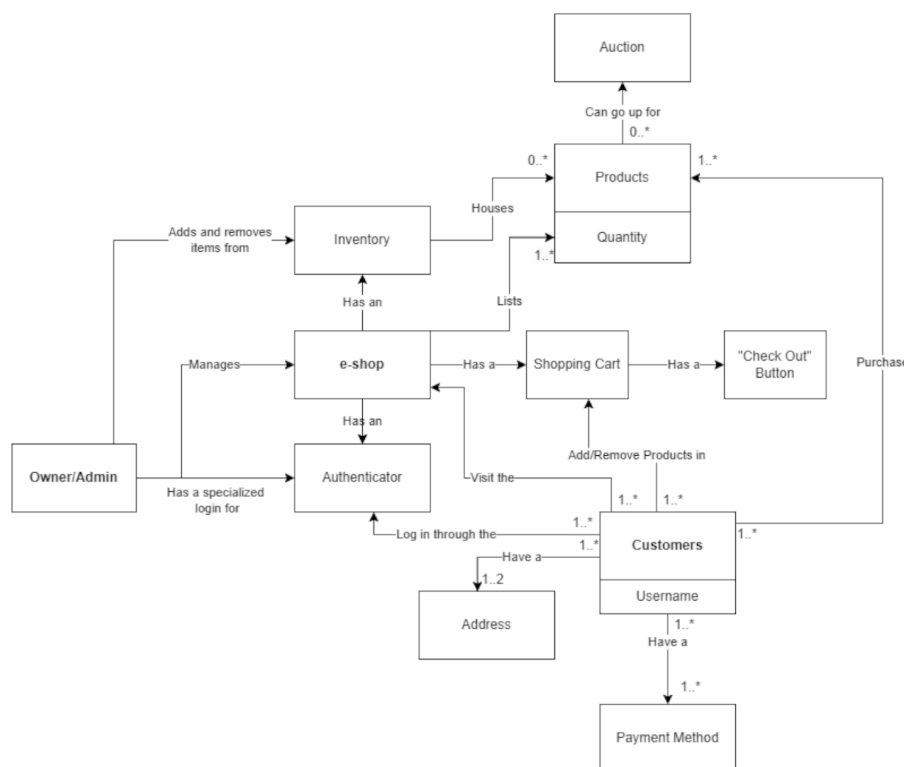 Auction
Can go up for
0..*
0..*
1..*
Products
Houses
Adds and removes
items from
Inventory
Quantity
1..*
Has an
Lists
Manages
e-shop
Has a
Shopping Cart
Has a
"Check Out"
Button
Purchase
Has an
Add/Remove Products in
Owner/Admin
Authenticator
Visit the
Has a specialized
login for
1..*
1..*
Log in through the
1..*
1..*
Customers
1..*
Have a
1..2
Username
Address
1..*
Have a
1..*
Payment Method